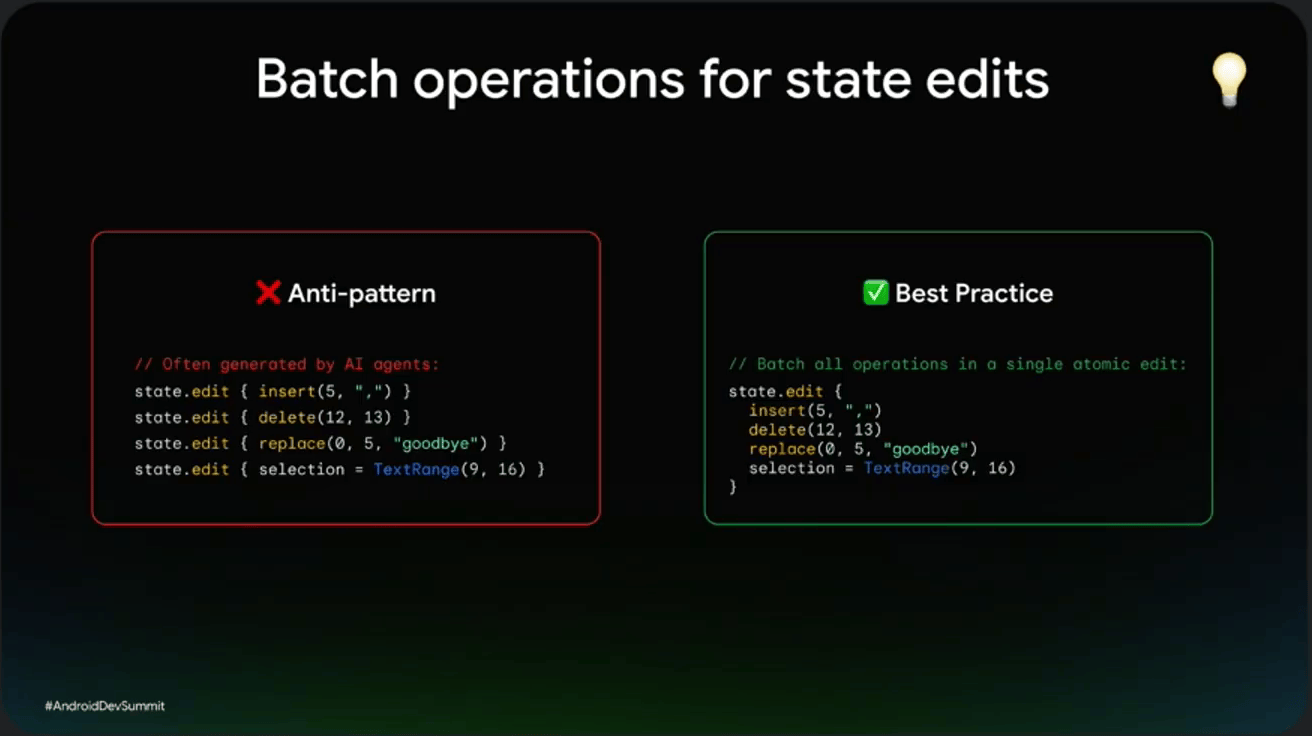 Batch operations for state edits
❌ Anti-pattern
// Often generated by AI agents:
state.edit { insert(5, ",") }
state.edit { delete(12, 13) }
state.edit { replace(0, 5, "goodbye") }
state.edit { selection = TextRange(9, 16) }
✅ Best Practice
// Batch all operations in a single atomic edit:
state.edit {
  insert(5, ",")
  delete(12, 13)
  replace(0, 5, "goodbye")
  selection = TextRange(9, 16)
}
#AndroidDevSummit